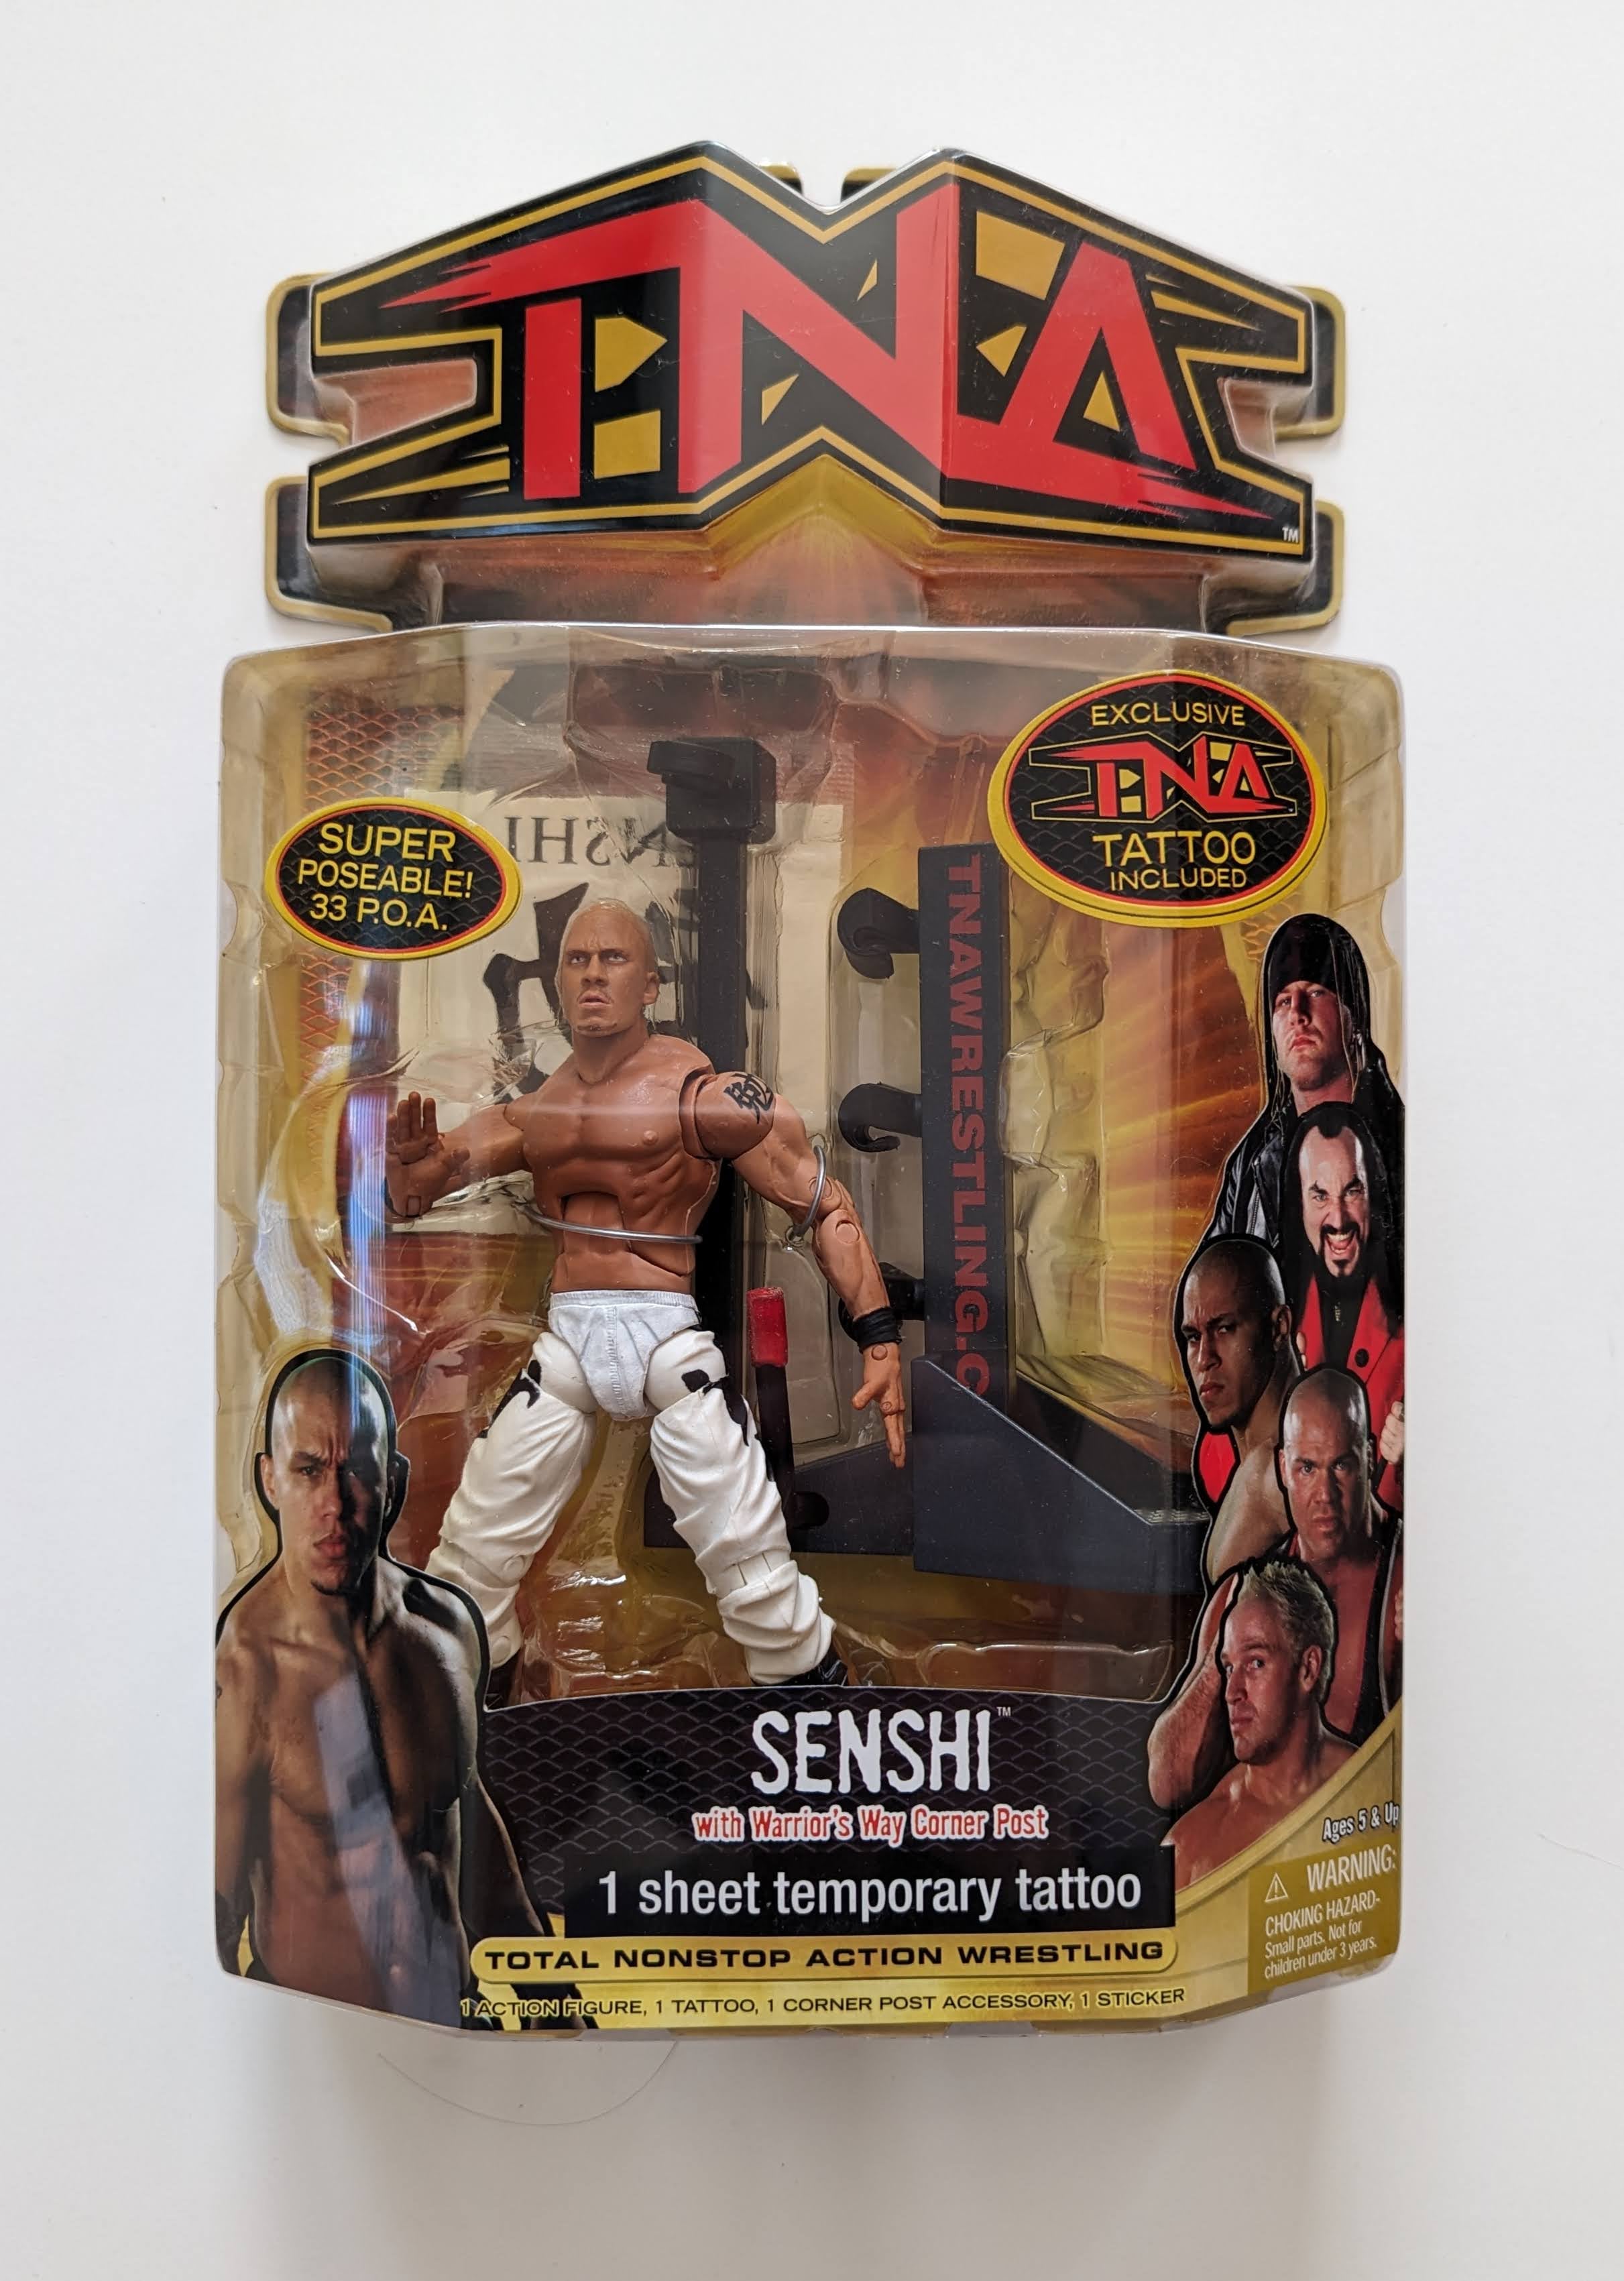 TNA
TM
EXCLUSIVE
TNA
TATTOO
INCLUDED
SUPER
POSEABLE!
33 P.O.A.
TNAWRESTLING.C
SENSHI™
with Warrior's Way Corner Post
1 sheet temporary tattoo
TOTAL NONSTOP ACTION WRESTLING
1 ACTION FIGURE, 1 TATTOO, 1 CORNER POST ACCESSORY, 1 STICKER
Ages 5 & Up
⚠ WARNING:
CHOKING HAZARD-
Small parts. Not for
children under 3 years.